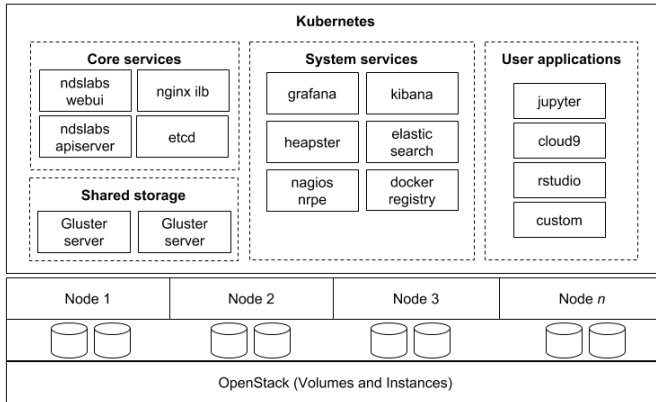 Kubernetes
Core services
ndslabs
webui
nginx ilb
ndslabs
apiserver
etcd
Shared storage
Gluster
server
Gluster
server
System services
grafana
kibana
heapster
elastic
search
nagios
nrpe
docker
registry
User applications
jupyter
cloud9
rstudio
custom
Node 1
Node 2
Node 3
Node n
OpenStack (Volumes and Instances)